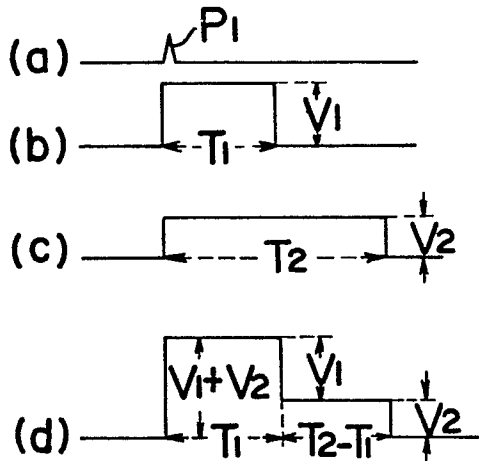 P1
(a)
V1
(b) T1
(c) T2 V2
V1+V2 V1
(d) T1 T2-T1 V2